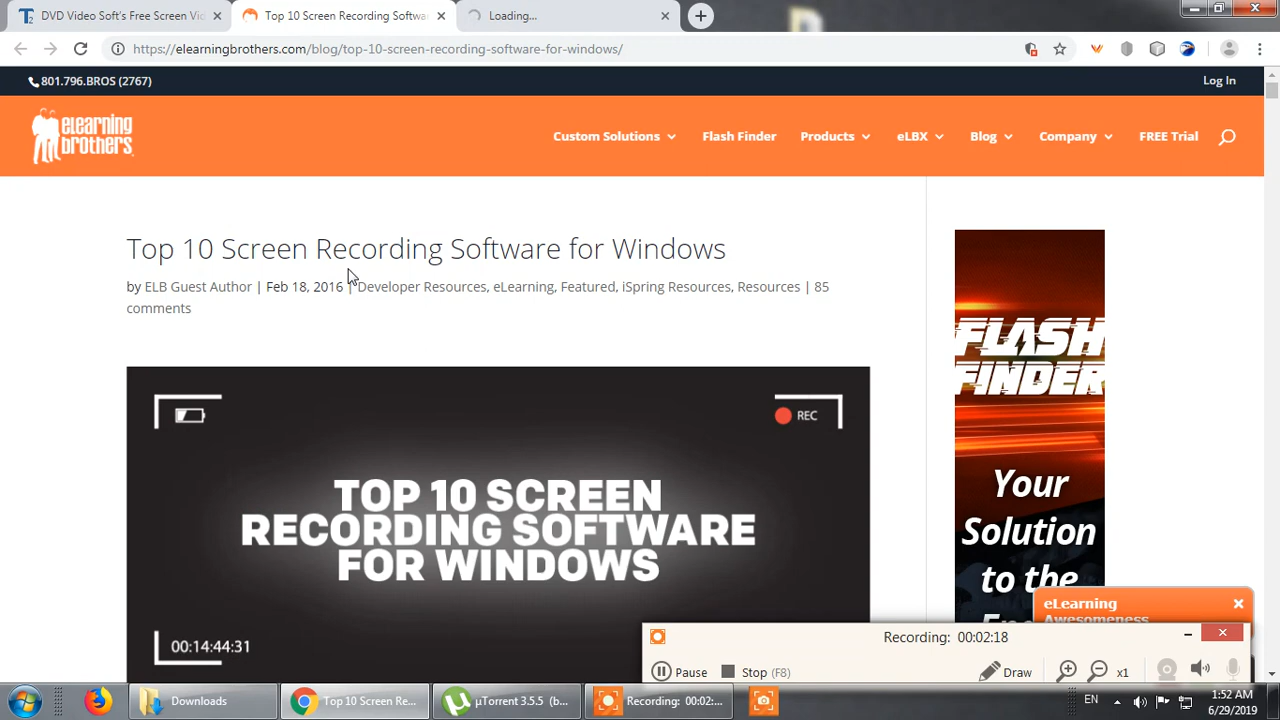 DVD Video Soft's Free Screen Vic
Top 10 Screen Recording Softwa
Loading...
https://elearningbrothers.com/blog/top-10-screen-recording-software-for-windows/
801.796.BROS (2767)
Log In
eLearning
brothers
Custom Solutions
Flash Finder
Products
eLBX
Blog
Company
FREE Trial
Top 10 Screen Recording Software for Windows
by ELB Guest Author | Feb 18, 2016 | Developer Resources, eLearning, Featured, iSpring Resources, Resources | 85
comments
REC
TOP 10 SCREEN
RECORDING SOFTWARE
FOR WINDOWS
00:14:44:31
FLASH
FINDER
Your
Solution
to the
eLearning
Awesomeness
Recording: 00:02:18
Pause
Stop (F8)
Draw
x1
Downloads
Top 10 Screen Re...
µTorrent 3.5.5 (b...
Recording: 00:02:...
EN
1:52 AM
6/29/2019